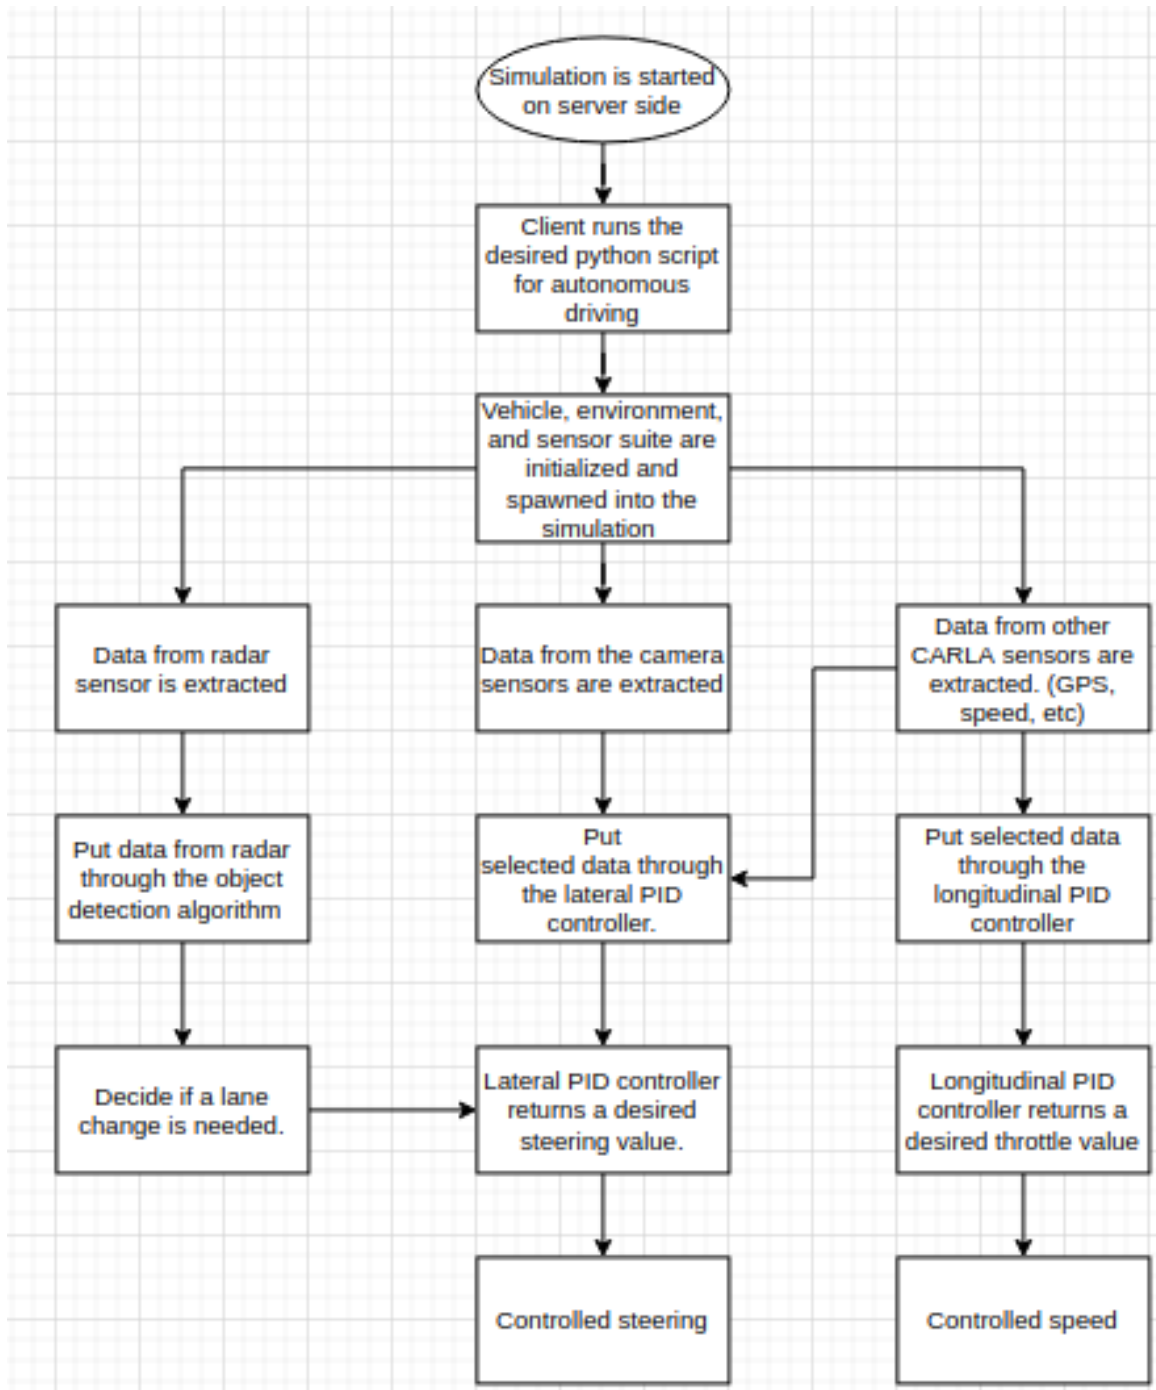 Simulation is started
on server side
Client runs the
desired python script
for autonomous
driving
Vehicle, environment,
and sensor suite are
initialized and
spawned into the
simulation
Data from radar
sensor is extracted
Data from the camera
sensors are extracted
Data from other
CARLA sensors are
extracted. (GPS,
speed, etc)
Put data from radar
through the object
detection algorithm
Put
selected data through
the lateral PID
controller.
Put selected data
through the
longitudinal PID
controller
Decide if a lane
change is needed.
Lateral PID controller
returns a desired
steering value.
Longitudinal PID
controller returns a
desired throttle value
Controlled steering
Controlled speed